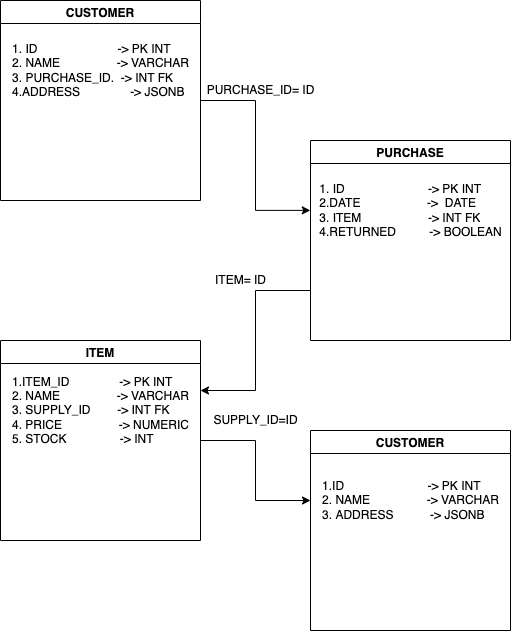 CUSTOMER
1. ID -> PK INT
2. NAME -> VARCHAR
3. PURCHASE_ID. -> INT FK
4.ADDRESS -> JSONB
PURCHASE_ID= ID
PURCHASE
1. ID -> PK INT
2.DATE -> DATE
3. ITEM -> INT FK
4.RETURNED -> BOOLEAN
ITEM= ID
ITEM
1.ITEM_ID -> PK INT
2. NAME -> VARCHAR
3. SUPPLY_ID -> INT FK
4. PRICE -> NUMERIC
5. STOCK -> INT
SUPPLY_ID=ID
CUSTOMER
1.ID -> PK INT
2. NAME -> VARCHAR
3. ADDRESS -> JSONB